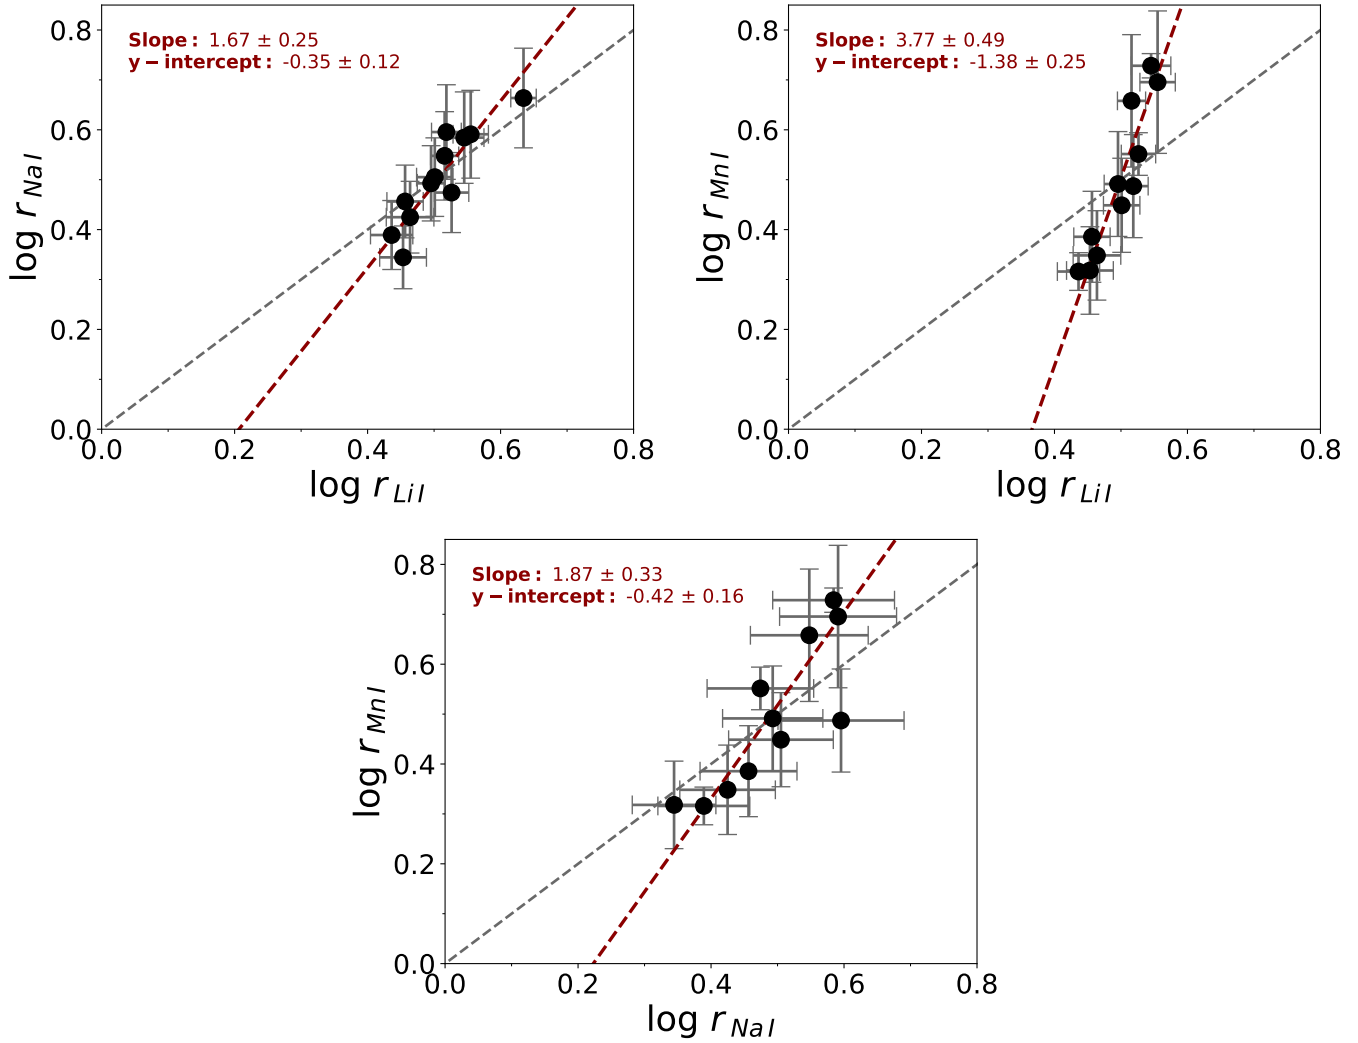 Slope: 1.67 ± 0.25
y−intercept: -0.35 ± 0.12
0.8
0.6
0.4
0.2
0.0
log r NaI
0.0 0.2 0.4 0.6 0.8
log r LiI
Slope: 3.77 ± 0.49
y−intercept: -1.38 ± 0.25
0.8
0.6
0.4
0.2
0.0
log r MnI
0.0 0.2 0.4 0.6 0.8
log r LiI
Slope: 1.87 ± 0.33
y−intercept: -0.42 ± 0.16
0.8
0.6
0.4
0.2
0.0
log r MnI
0.0 0.2 0.4 0.6 0.8
log r NaI